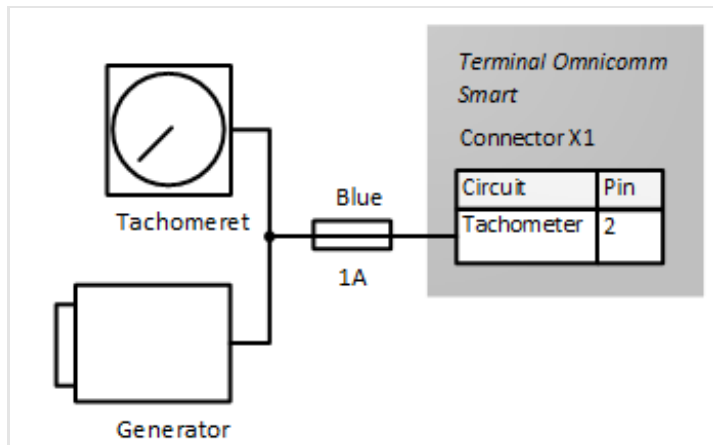 Terminal Omnicomm
Smart
Connector X1
Circuit Pin
Tachometer 2
Blue
1A
Tachomeret
Generator